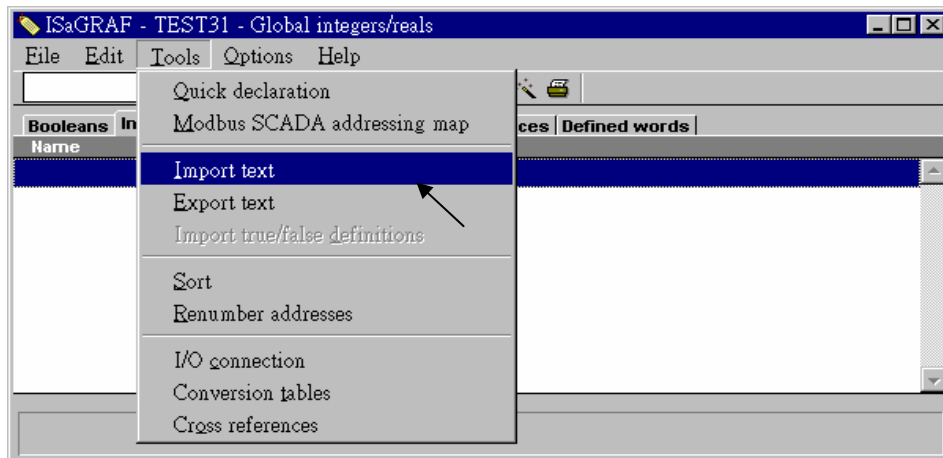 ISaGRAF - TEST31 - Global integers/reals
File Edit Tools Options Help
Quick declaration
Modbus SCADA addressing map
Booleans In ces Defined words
Name
Import text
Export text
Import true/false definitions
Sort
Renumber addresses
I/O connection
Conversion tables
Cross references